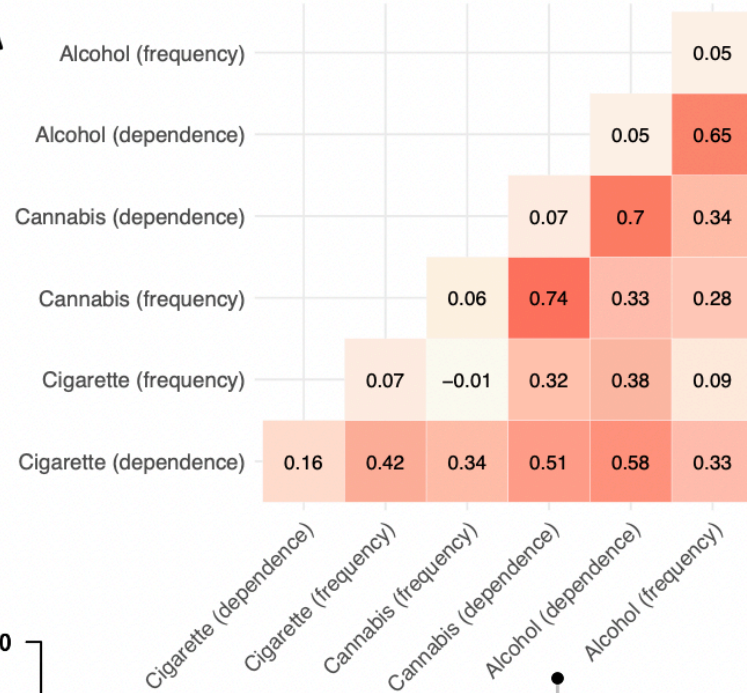 Alcohol (frequency) 0.05
Alcohol (dependence) 0.05 0.65
Cannabis (dependence) 0.07 0.7 0.34
Cannabis (frequency) 0.06 0.74 0.33 0.28
Cigarette (frequency) 0.07 −0.01 0.32 0.38 0.09
Cigarette (dependence) 0.16 0.42 0.34 0.51 0.58 0.33
Cigarette (dependence)
Cigarette (frequency)
Cannabis (frequency)
Cannabis (dependence)
Alcohol (dependence)
Alcohol (frequency)
0